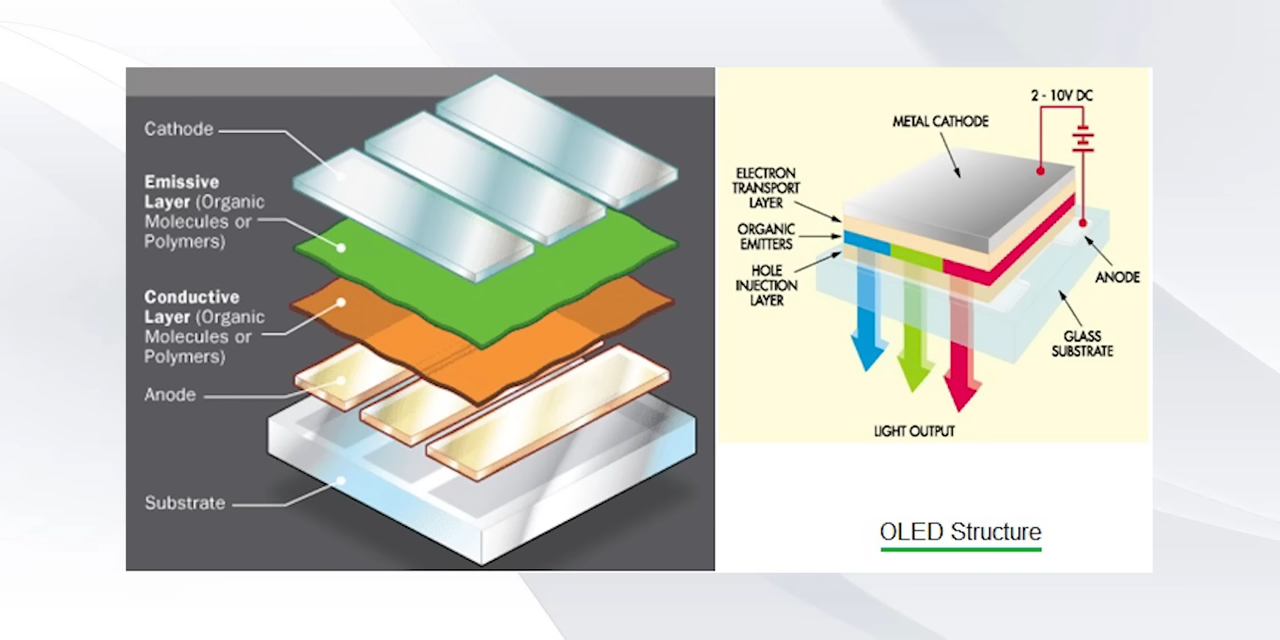 Cathode
Emissive
Layer (Organic
Molecules or
Polymers)
Conductive
Layer (Organic
Molecules or
Polymers)
Anode
Substrate
2 - 10V DC
METAL CATHODE
ELECTRON
TRANSPORT
LAYER
ORGANIC
EMITTERS
HOLE
INJECTION
LAYER
ANODE
GLASS
SUBSTRATE
LIGHT OUTPUT
OLED Structure